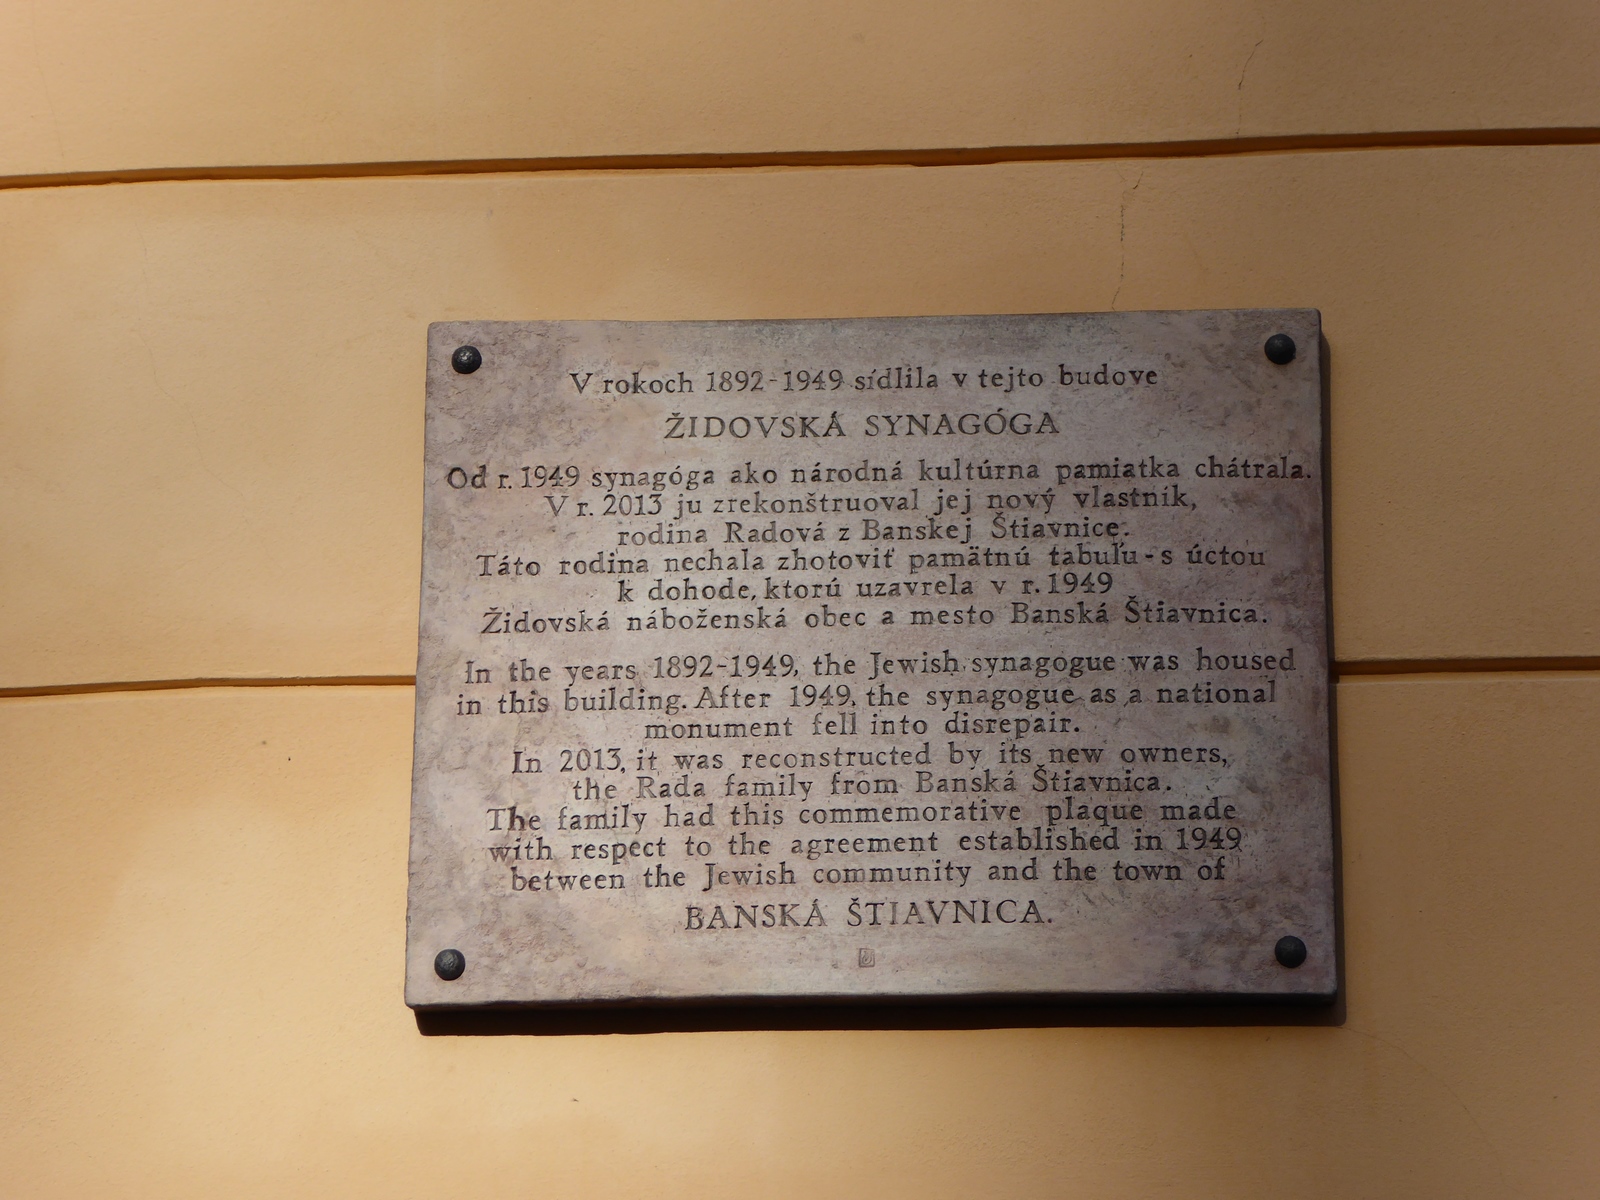 V rokoch 1892-1949 sídlila v tejto budove
ŽIDOVSKÁ SYNAGÓGA
Od r. 1949 synagóga ako národná kultúrna pamiatka chátrala.
V r. 2013 ju zrekonštruoval jej nový vlastník,
rodina Radová z Banskej Štiavnice.
Táto rodina nechala zhotoviť pamätnú tabuľu - s úctou
k dohode, ktorú uzavrela v r. 1949
Židovská náboženská obec a mesto Banská Štiavnica.
In the years 1892-1949, the Jewish synagogue was housed
in this building. After 1949, the synagogue as a national
monument fell into disrepair.
In 2013, it was reconstructed by its new owners,
the Rada family from Banská Štiavnica.
The family had this commemorative plaque made
with respect to the agreement established in 1949
between the Jewish community and the town of
BANSKÁ ŠTIAVNICA.